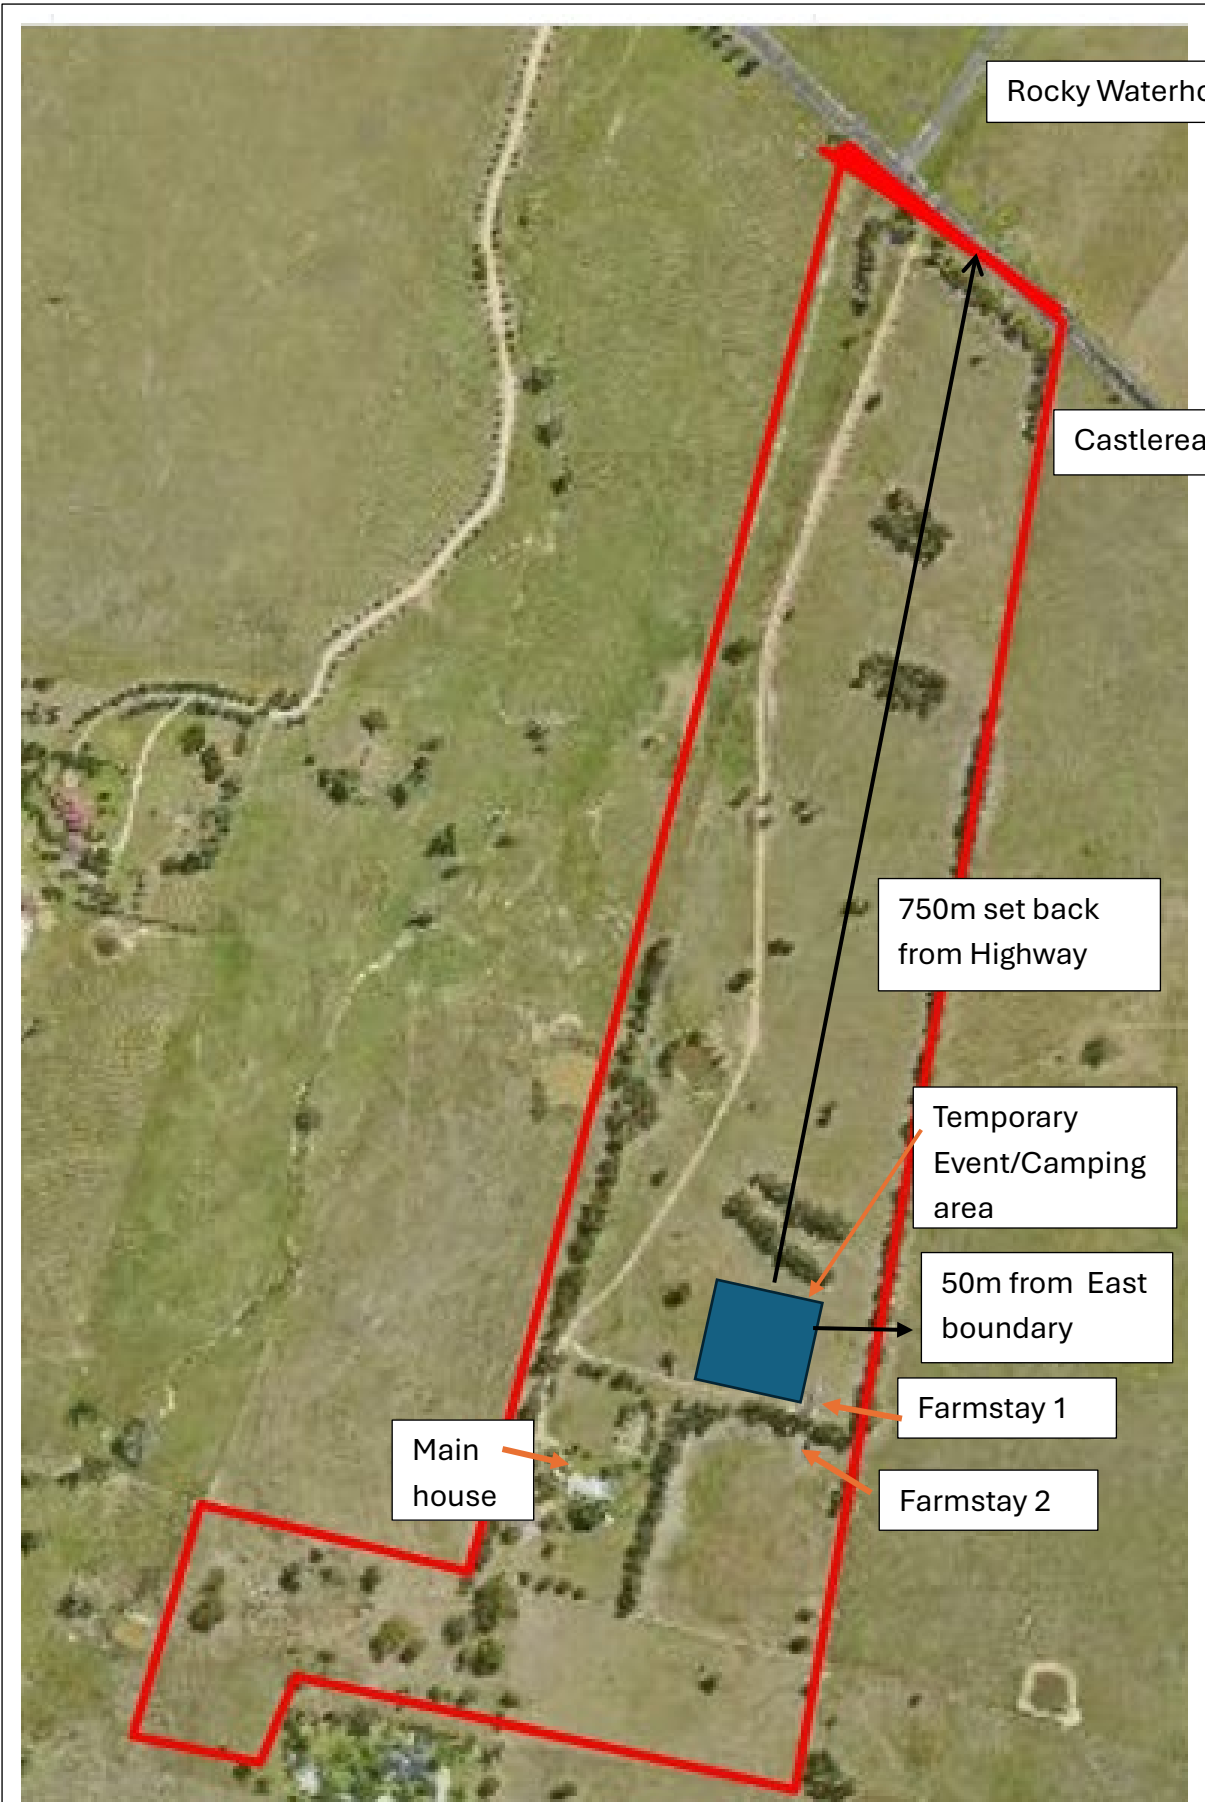 Rocky Waterho
Castlerea
750m set back
from Highway
Temporary
Event/Camping
area
50m from East
boundary
Farmstay 1
Main
house
Farmstay 2